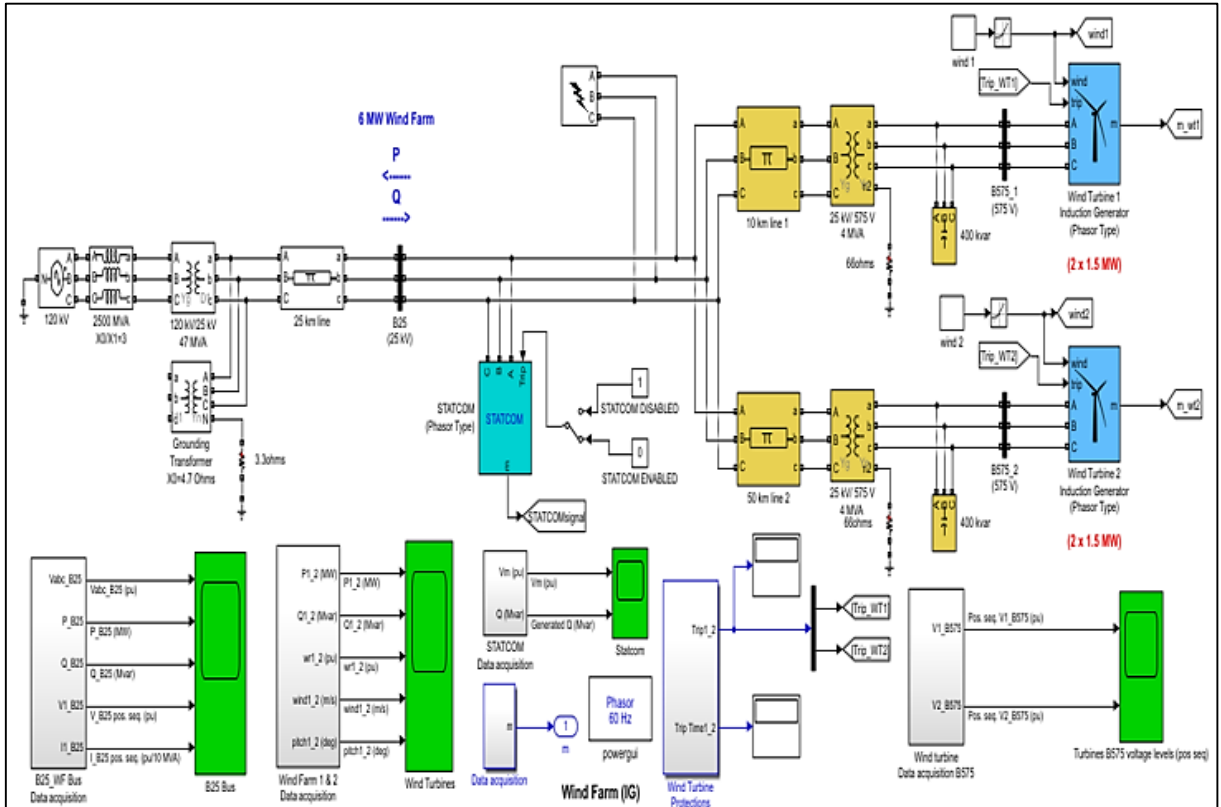 6 MW Wind Farm
P
<......
Q
......>
N
A
B
C
120 kV
A
B
C
a
b
c
2500 MVA
X0/X1=3
A
B
C
a
b
c
Yg
120 kV/25 kV
47 MVA
A
B
C
a
b
c
π
25 km line
B25
(25 kV)
a
b
A
B
C
N
Grounding
Transformer
X0=4.7 Ohms
3.3ohms
A
B
C
C
B
A
Trip
STATCOM
STATCOM
(Phasor Type)
1
STATCOM DISABLED
0
STATCOM ENABLED
STATCOMsignal
A
B
C
a
b
c
π
10 km line 1
A
B
C
a
b
c
Yg
25 kV/ 575 V
4 MVA
66ohms
A
B
C
400 kvar
B575_1
(575 V)
wind 1
wind1
[Trip_WT1]
wind
trip
A
B
C
m
m_wt1
Wind Turbine 1
Induction Generator
(Phasor Type)
(2 x 1.5 MW)
A
B
C
a
b
c
π
50 km line 2
A
B
C
a
b
c
Yg
25 kV/ 575 V
4 MVA
66ohms
A
B
C
400 kvar
B575_2
(575 V)
wind 2
wind2
[Trip_WT2]
wind
trip
A
B
C
m
m_wt2
Wind Turbine 2
Induction Generator
(Phasor Type)
(2 x 1.5 MW)
Vabc_B25
Vabc_B25 (pu)
P_B25
P_B25 (MW)
Q_B25
Q_B25 (Mvar)
V1_B25
V_B25 pos. seq. (pu)
I1_B25
I_B25 pos. seq. (pu/10 MVA)
B25_WF Bus
Data acquisition
B25 Bus
P1_2 (MW)
P1_2 (MW)
Q1_2 (Mvar)
Q1_2 (Mvar)
wr1_2 (pu)
wr1_2 (pu)
wind1_2 (m/s)
wind1_2 (m/s)
pitch1_2 (deg)
pitch1_2 (deg)
Wind Farm 1 & 2
Data acquisition
Wind Turbines
Vm (pu)
Vm (pu)
Q (Mvar)
Generated Q (Mvar)
STATCOM
Data acquisition
Statcom
m
1
m
Data acquisition
Phasor
60 Hz
powergui
Wind Farm (IG)
Trip1_2
Trip Time1_2
Wind Turbine
Protections
[Trip_WT1]
[Trip_WT2]
V1_B575
Pos. seq. V1_B575 (pu)
V2_B575
Pos. seq. V2_B575 (pu)
Wind turbine
Data acquisition B575
Turbines B575 voltage levels (pos seq)